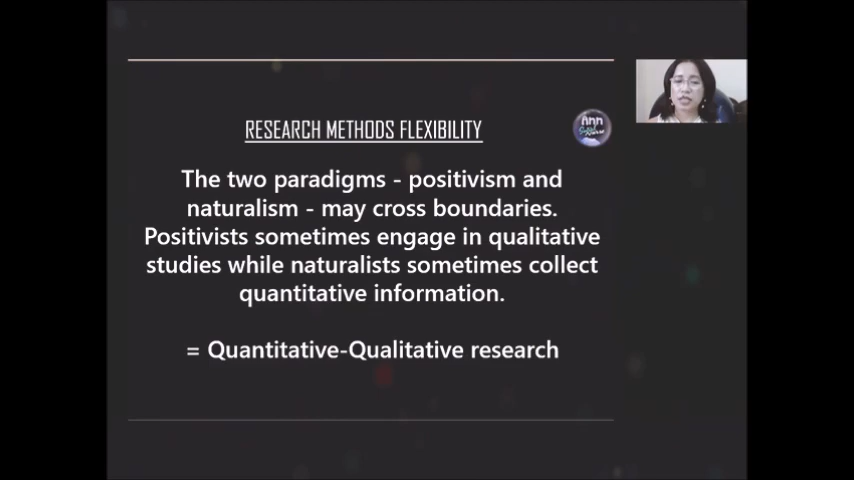 RESEARCH METHODS FLEXIBILITY
Ann
The two paradigms - positivism and
naturalism - may cross boundaries.
Positivists sometimes engage in qualitative
studies while naturalists sometimes collect
quantitative information.
= Quantitative-Qualitative research